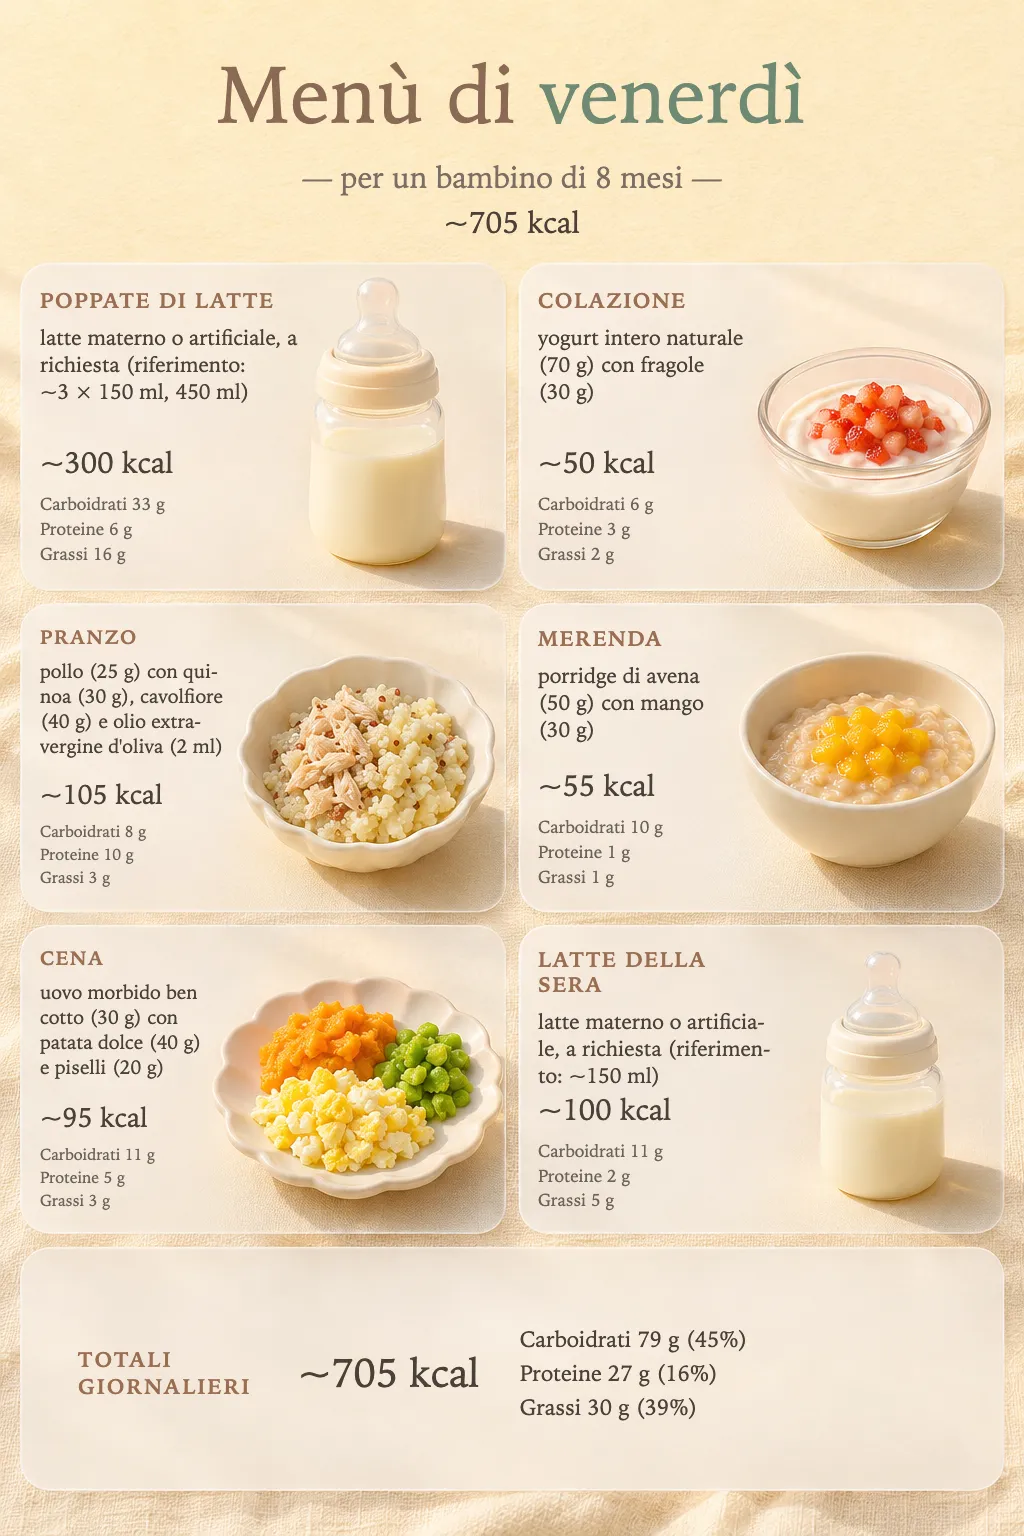 Menù di venerdì
— per un bambino di 8 mesi —
~705 kcal
POPPATE DI LATTE
latte materno o artificiale, a
richiesta (riferimento:
~3 × 150 ml, 450 ml)
~300 kcal
Carboidrati 33 g
Proteine 6 g
Grassi 16 g
COLAZIONE
yogurt intero naturale
(70 g) con fragole
(30 g)
~50 kcal
Carboidrati 6 g
Proteine 3 g
Grassi 2 g
PRANZO
pollo (25 g) con qui-
noa (30 g), cavolfiore
(40 g) e olio extra-
vergine d'oliva (2 ml)
~105 kcal
Carboidrati 8 g
Proteine 10 g
Grassi 3 g
MERENDA
porridge di avena
(50 g) con mango
(30 g)
~55 kcal
Carboidrati 10 g
Proteine 1 g
Grassi 1 g
CENA
uovo morbido ben
cotto (30 g) con
patata dolce (40 g)
e piselli (20 g)
~95 kcal
Carboidrati 11 g
Proteine 5 g
Grassi 3 g
LATTE DELLA
SERA
latte materno o artificia-
le, a richiesta (riferimen-
to: ~150 ml)
~100 kcal
Carboidrati 11 g
Proteine 2 g
Grassi 5 g
TOTALI
GIORNALIERI
~705 kcal
Carboidrati 79 g (45%)
Proteine 27 g (16%)
Grassi 30 g (39%)